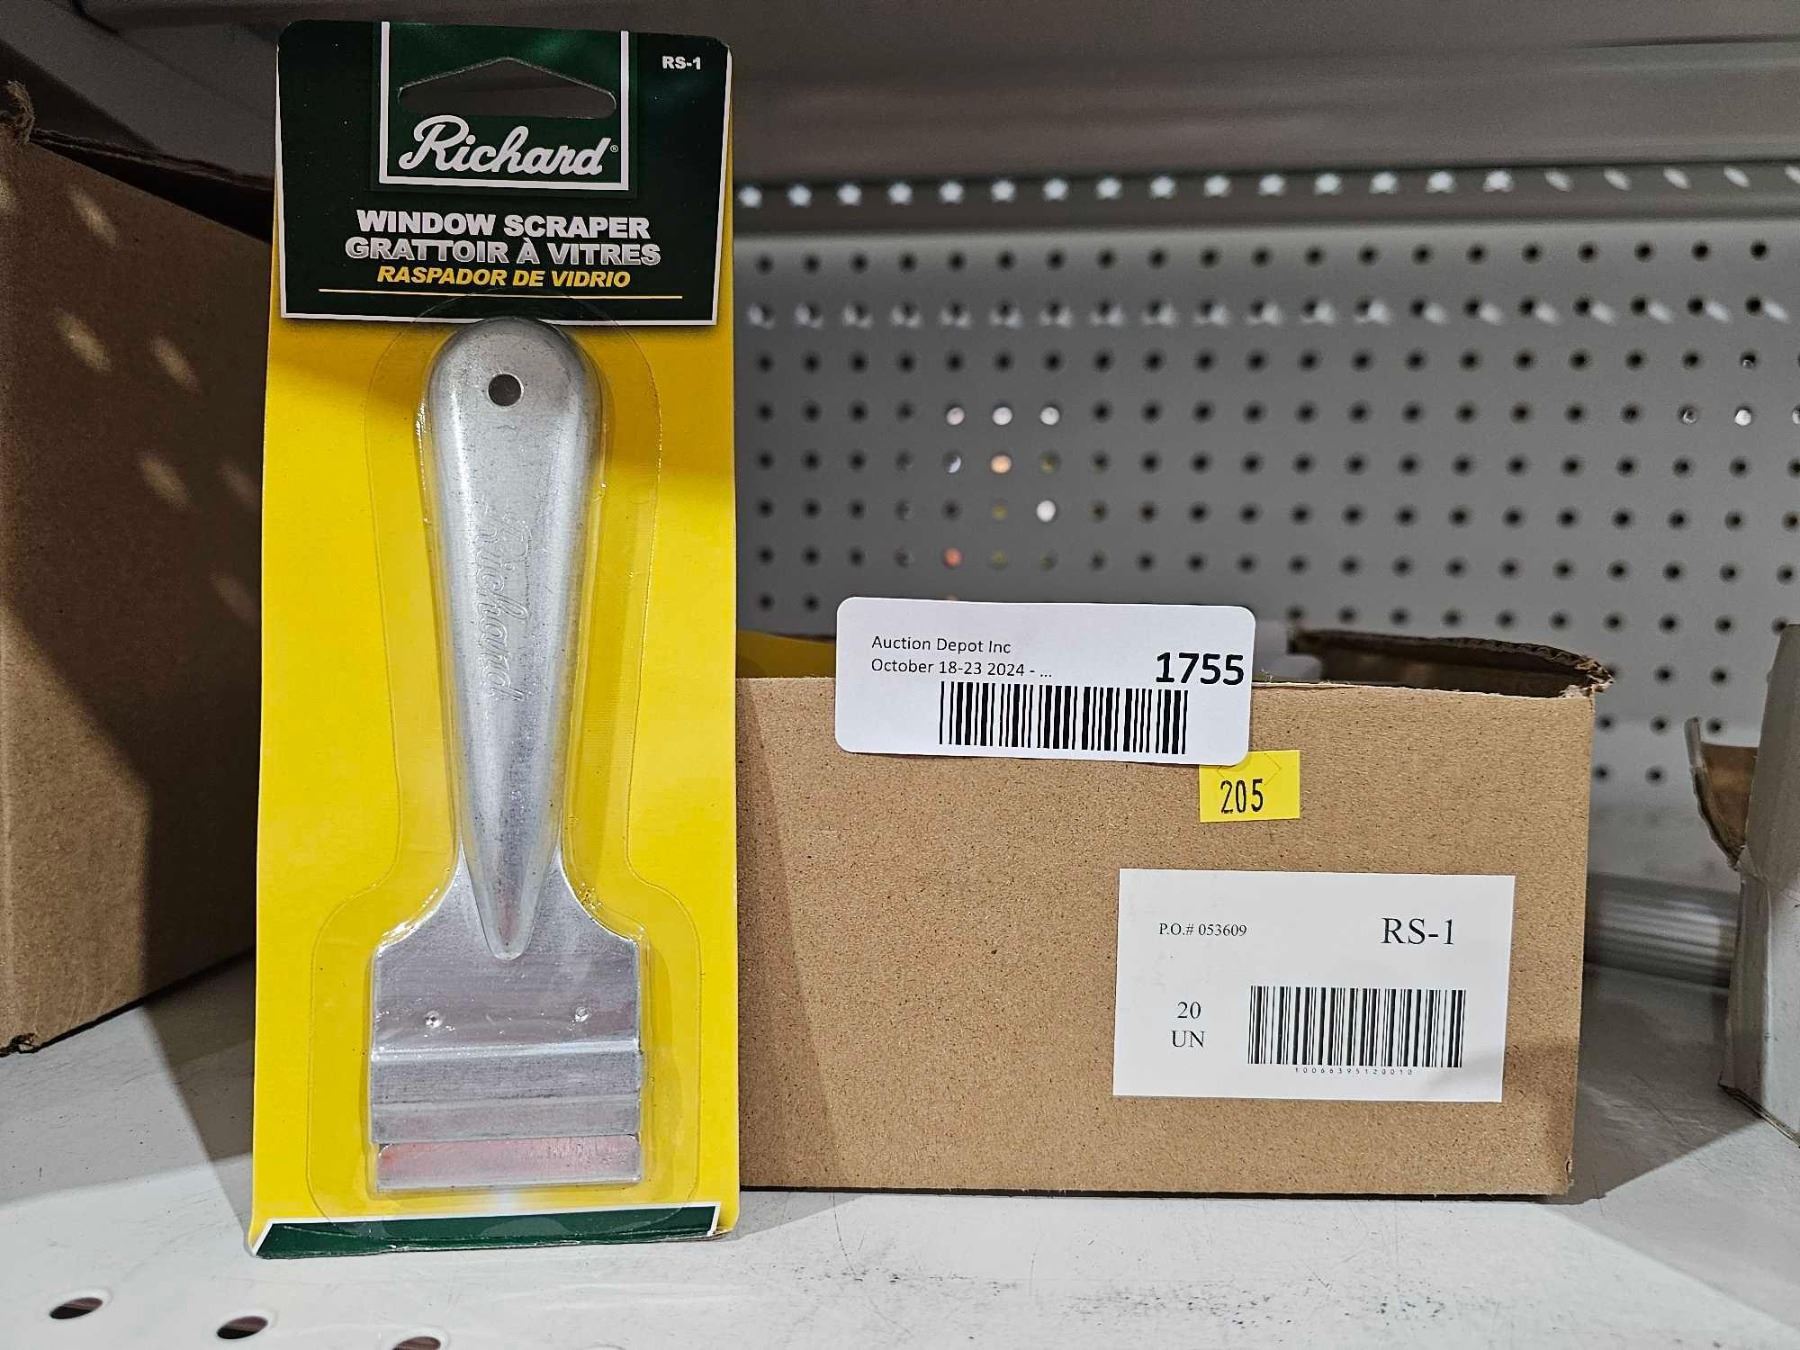 RS-1
Richard®
WINDOW SCRAPER
GRATTOIR À VITRES
RASPADOR DE VIDRIO
Richard
Auction Depot Inc
October 18-23 2024 - ...
1755
205
P.O.# 053609
RS-1
20
UN
10066395120010